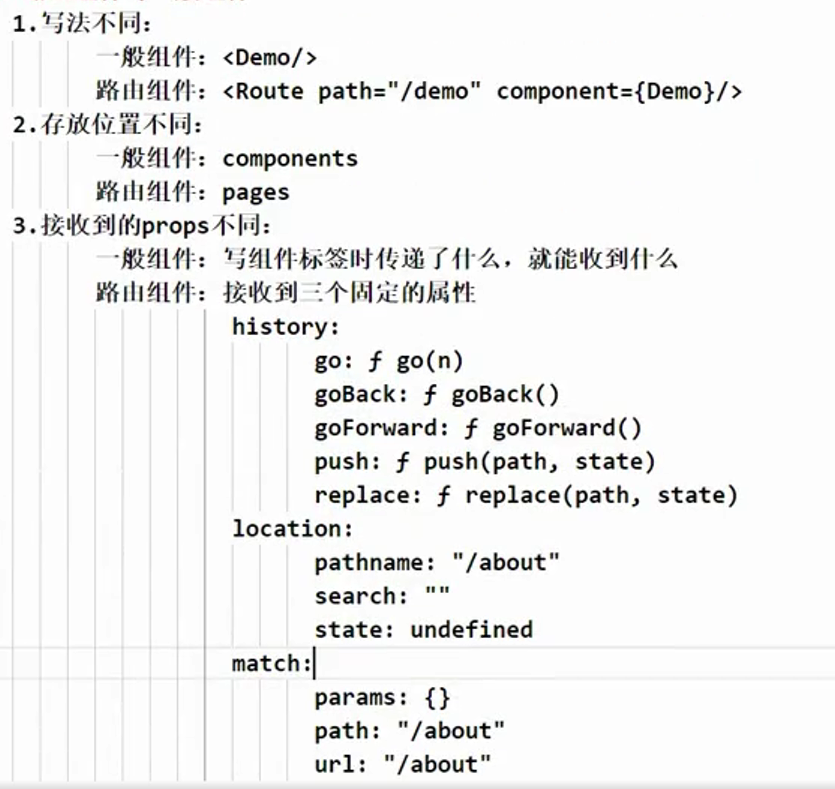 1.写法不同：
一般组件：<Demo/>
路由组件：<Route path="/demo" component={Demo}/>
2.存放位置不同：
一般组件：components
路由组件：pages
3.接收到的props不同：
一般组件：写组件标签时传递了什么，就能收到什么
路由组件：接收到三个固定的属性
history:
go: ƒ go(n)
goBack: ƒ goBack()
goForward: ƒ goForward()
push: ƒ push(path, state)
replace: ƒ replace(path, state)
location:
pathname: "/about"
search: ""
state: undefined
match:
params: {}
path: "/about"
url: "/about"